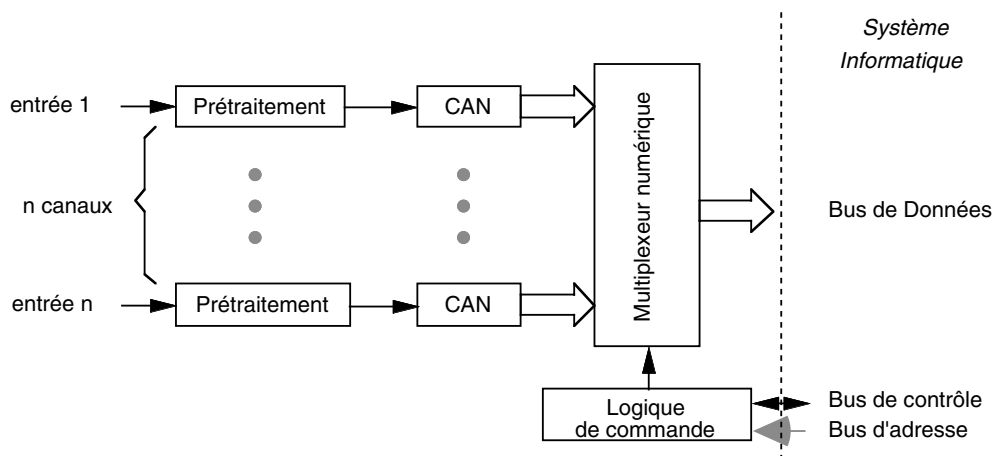 Système
Informatique
entrée 1
Prétraitement
CAN
Multiplexeur numérique
n canaux
Bus de Données
entrée n
Prétraitement
CAN
Logique
de commande
Bus de contrôle
Bus d'adresse